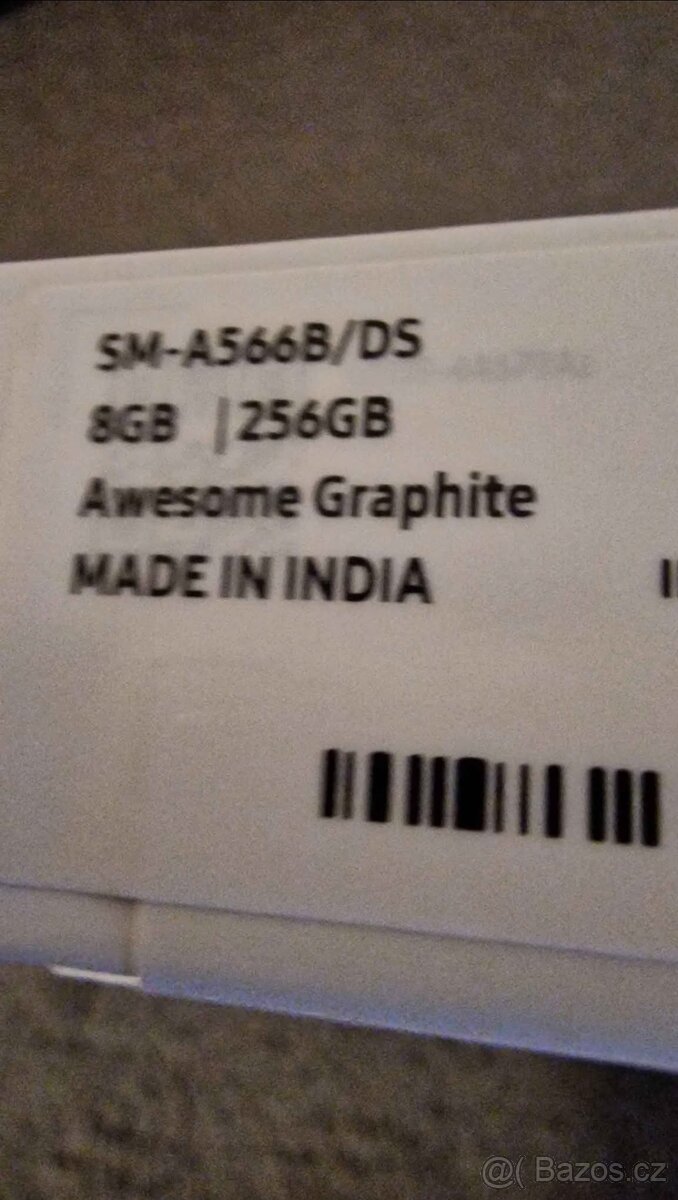 SM-A566B/DS
8GB | 256GB
Awesome Graphite
MADE IN INDIA
@( Bazos.cz